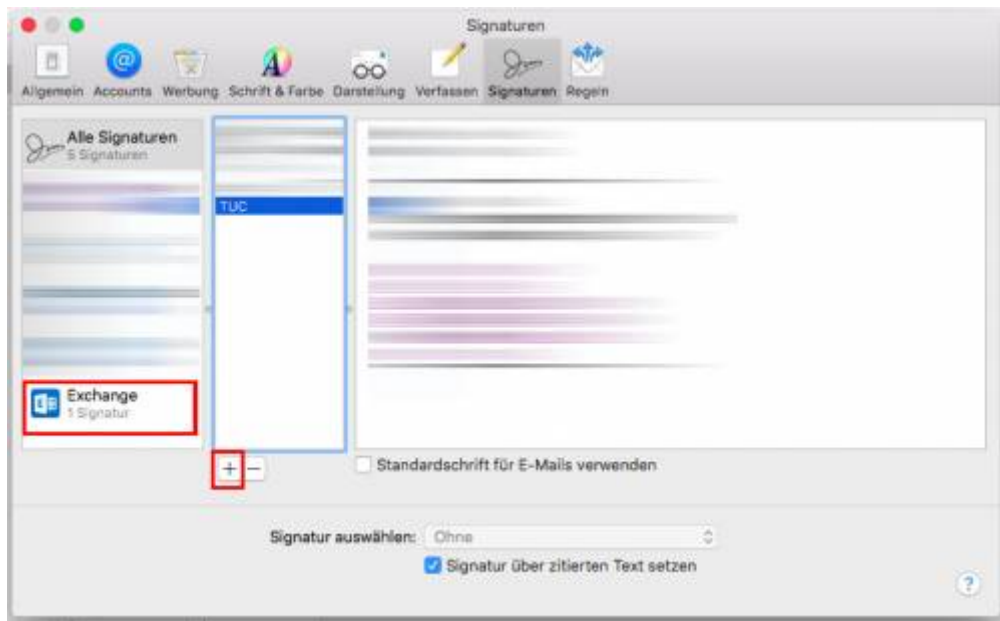 Signaturen
Allgemein Accounts Werbung Schrift & Farbe Darstellung Verfassen Signaturen Regeln
Alle Signaturen
5 Signaturen
TUC
Exchange
1 Signatur
+ −
Standardschrift für E-Mails verwenden
Signatur auswählen: Ohne
Signatur über zitierten Text setzen
?